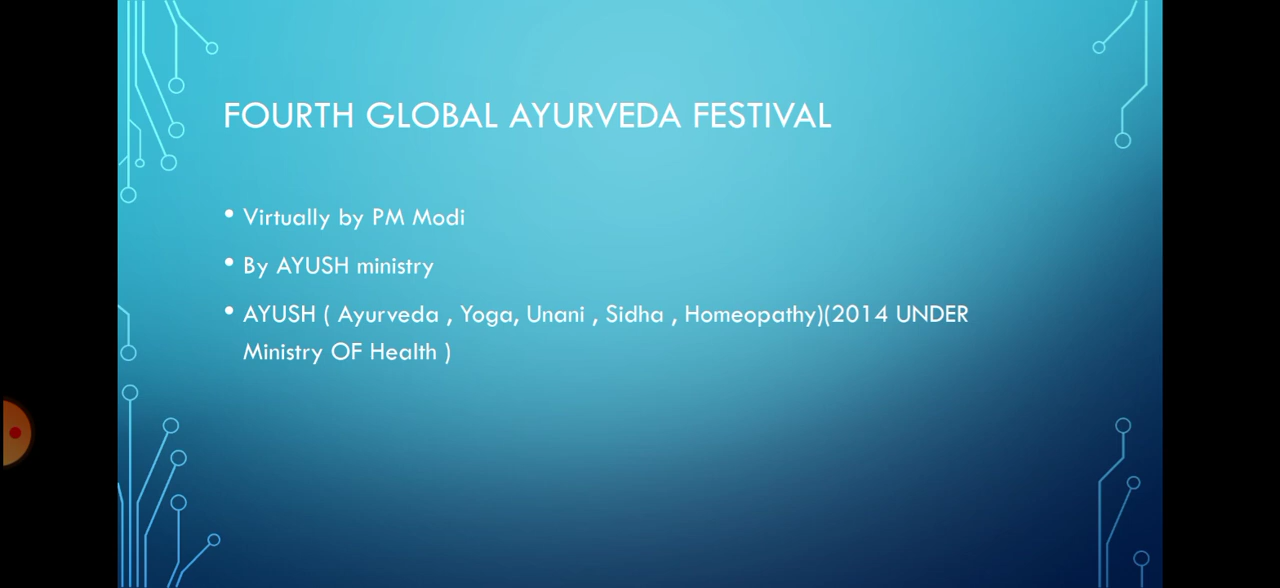 FOURTH GLOBAL AYURVEDA FESTIVAL
• Virtually by PM Modi
• By AYUSH ministry
• AYUSH ( Ayurveda , Yoga, Unani , Sidha , Homeopathy)(2014 UNDER
Ministry OF Health )